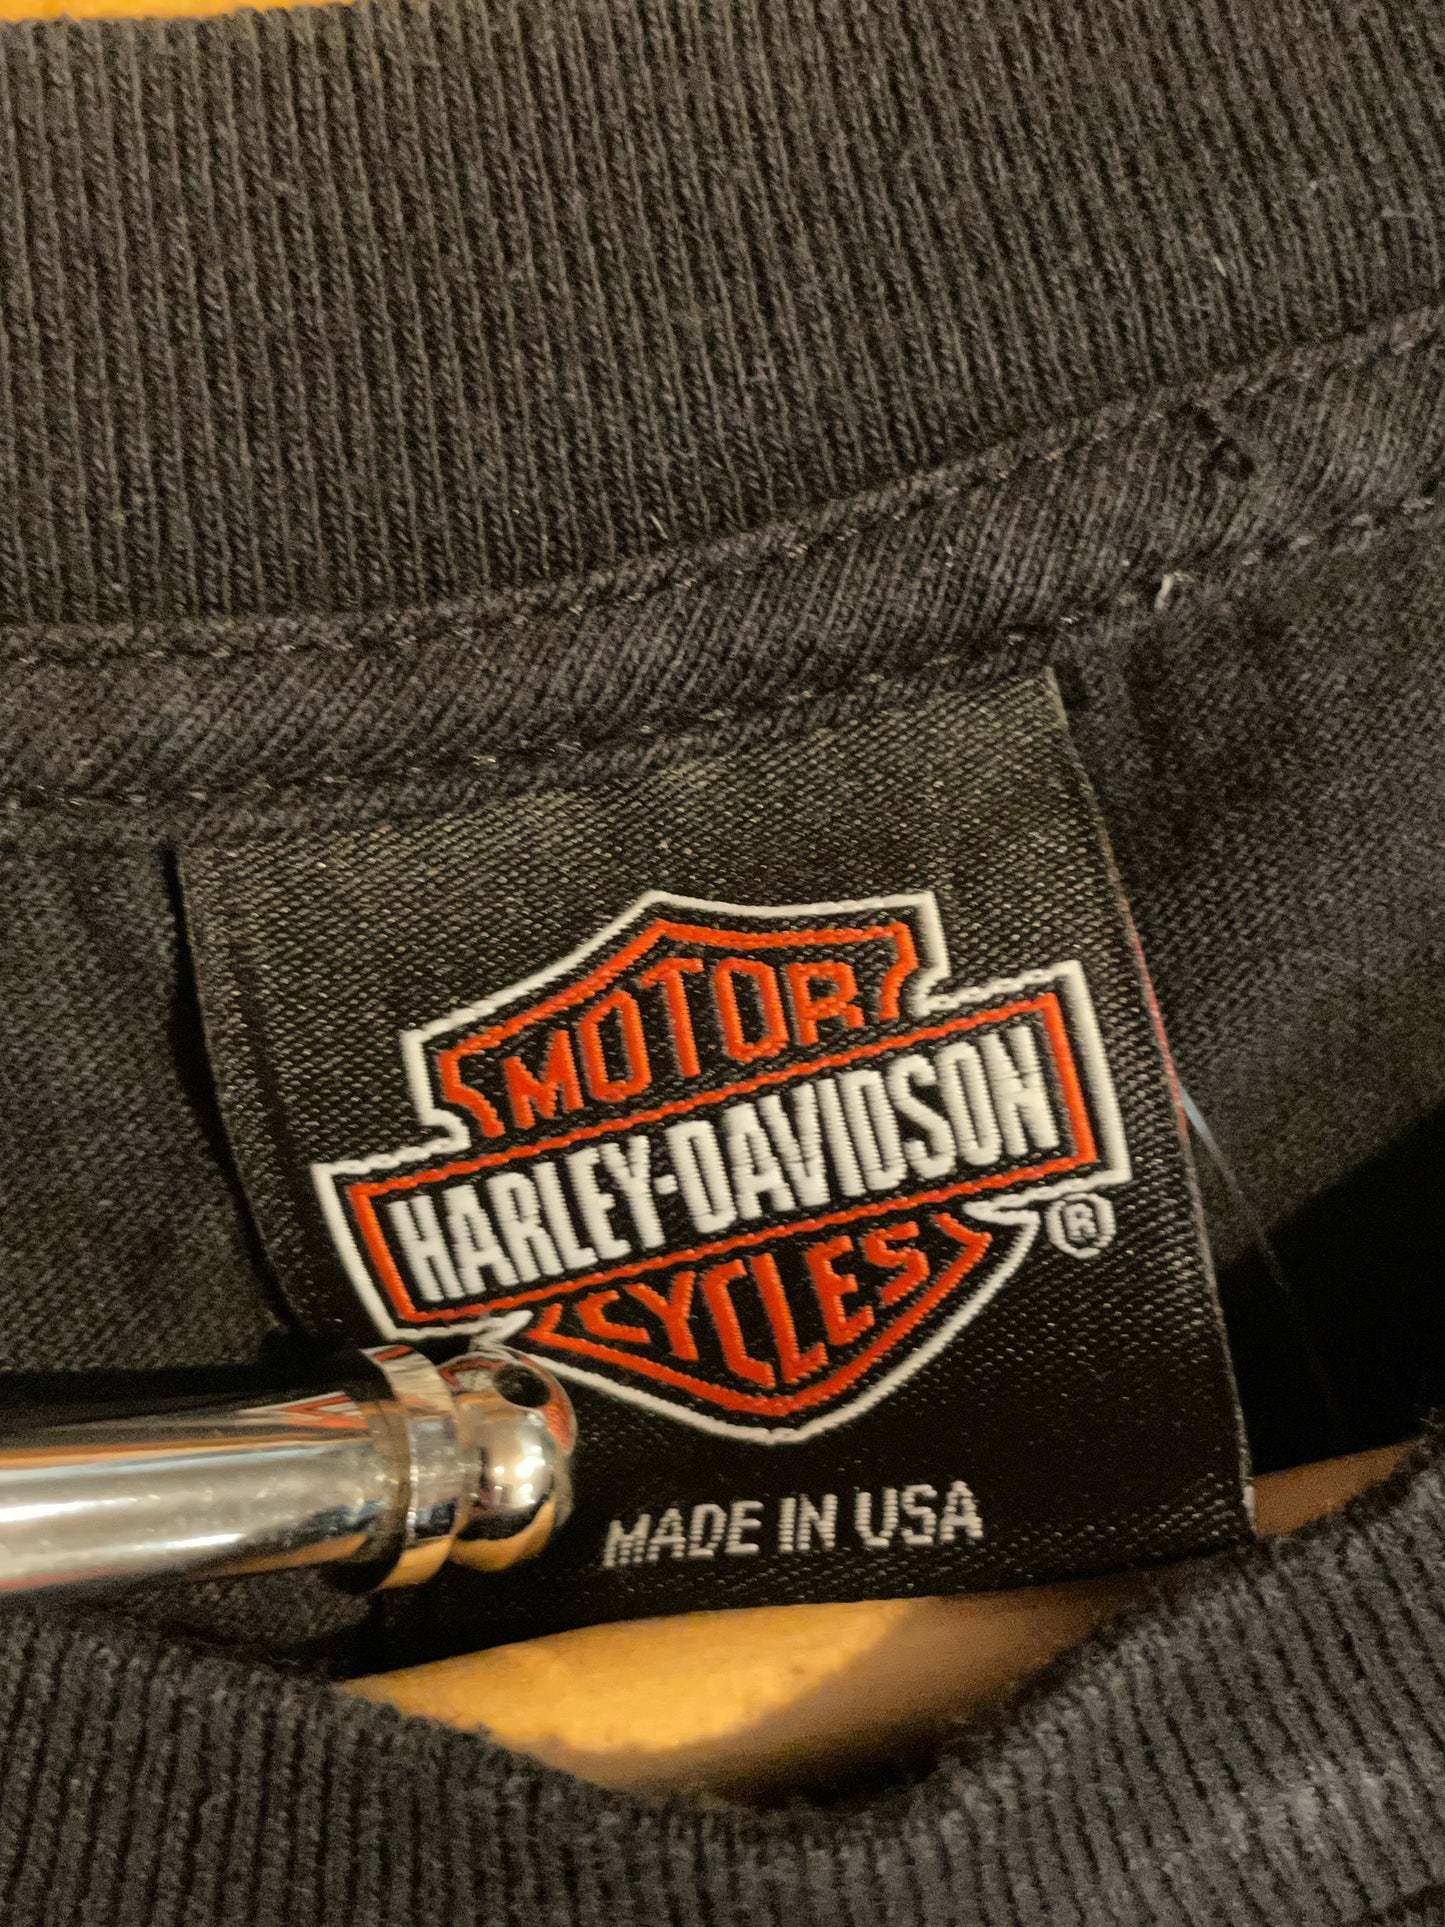 MOTOR
HARLEY-DAVIDSON
CYCLES ®
MADE IN USA